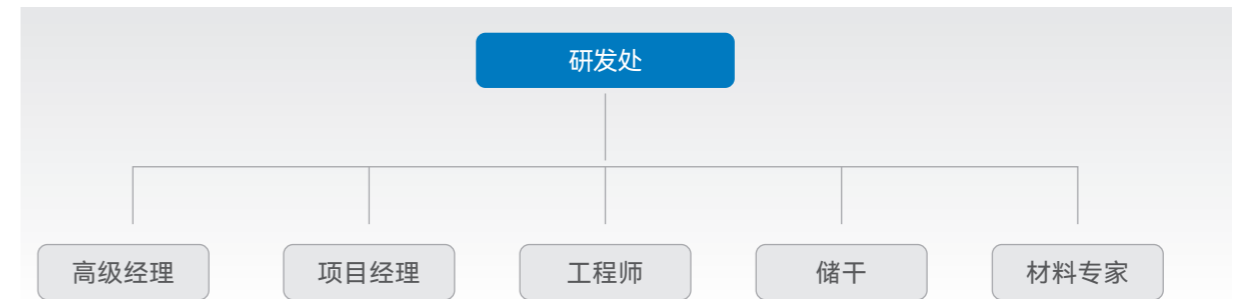 研发处
高级经理
项目经理
工程师
储干
材料专家